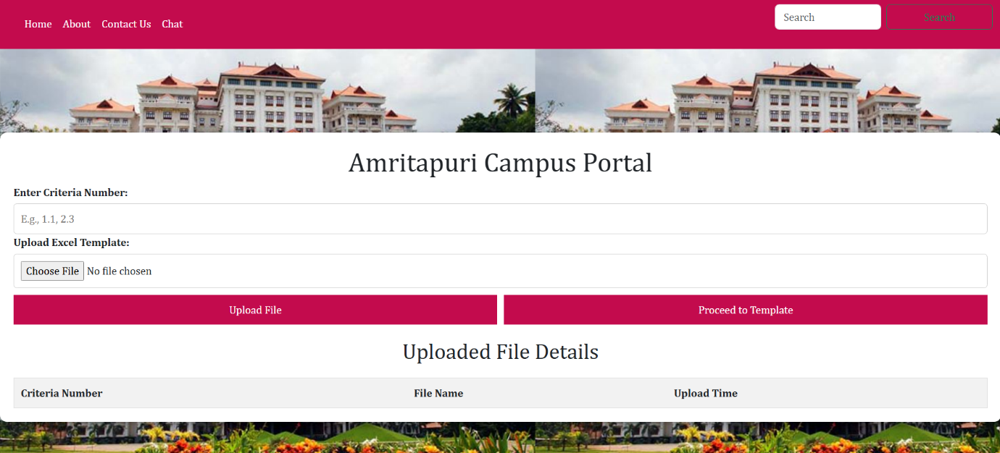 Home About Contact Us Chat Search Search
Amritapuri Campus Portal
Enter Criteria Number:
E.g., 1.1, 2.3
Upload Excel Template:
Choose File No file chosen
Upload File Proceed to Template
Uploaded File Details
Criteria Number File Name Upload Time